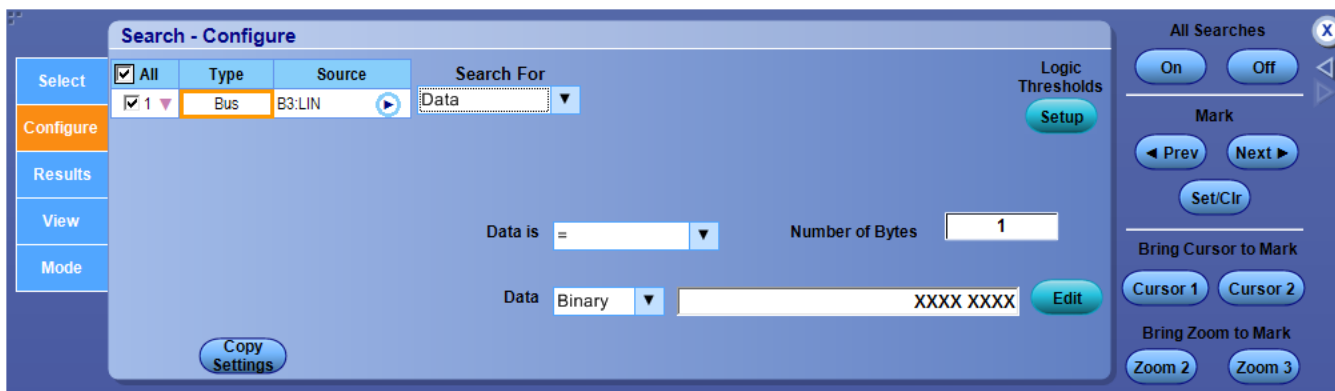 Search - Configure
All Searches
X
On Off
Select
Configure
Results
View
Mode
All Type Source
1 Bus B3:LIN
Search For
Data
Logic
Thresholds
Setup
Mark
Prev Next
Set/Clr
Data is = Number of Bytes 1
Data Binary XXXX XXXX Edit
Bring Cursor to Mark
Cursor 1 Cursor 2
Bring Zoom to Mark
Zoom 2 Zoom 3
Copy
Settings